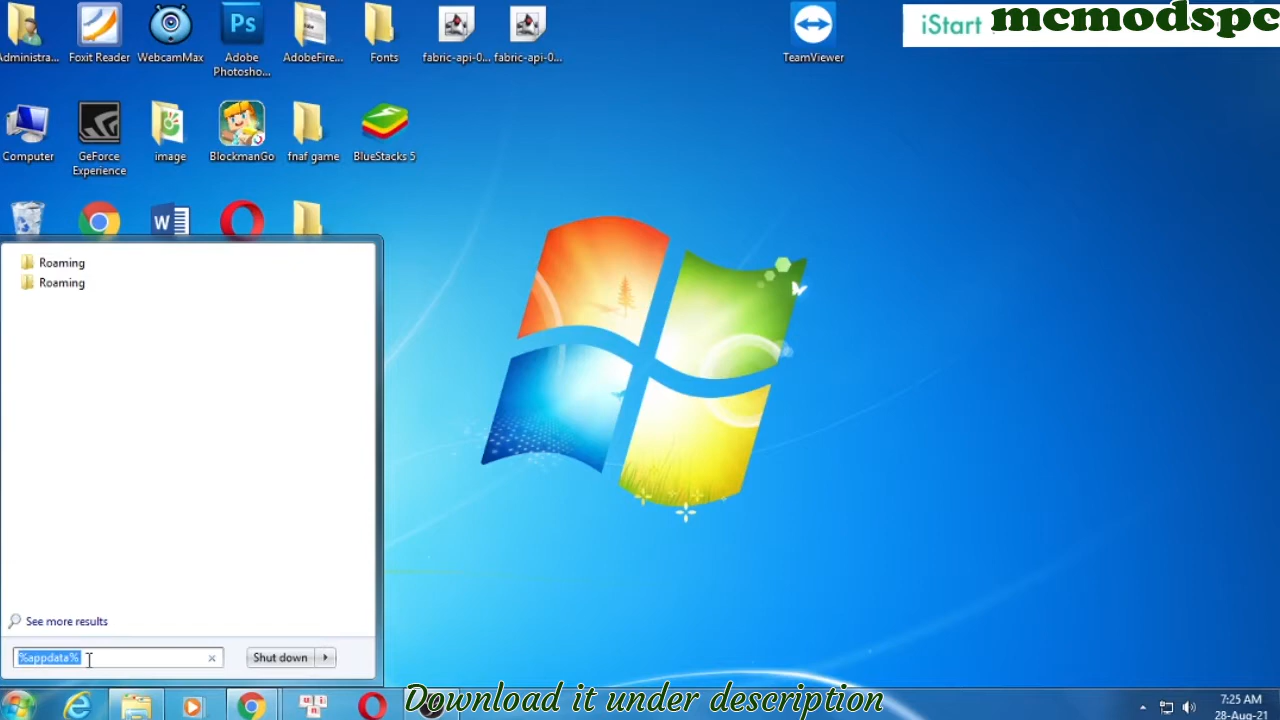 iStart
mcmodspc
Administra...
Foxit Reader
WebcamMax
Adobe
Photosho...
AdobeFire...
Fonts
fabric-api-0...
fabric-api-0...
TeamViewer
Computer
GeForce
Experience
image
BlockmanGo
fnaf game
BlueStacks 5
Roaming
Roaming
See more results
%appdata%
Shut down
Download it under description
7:25 AM
28-Aug-21